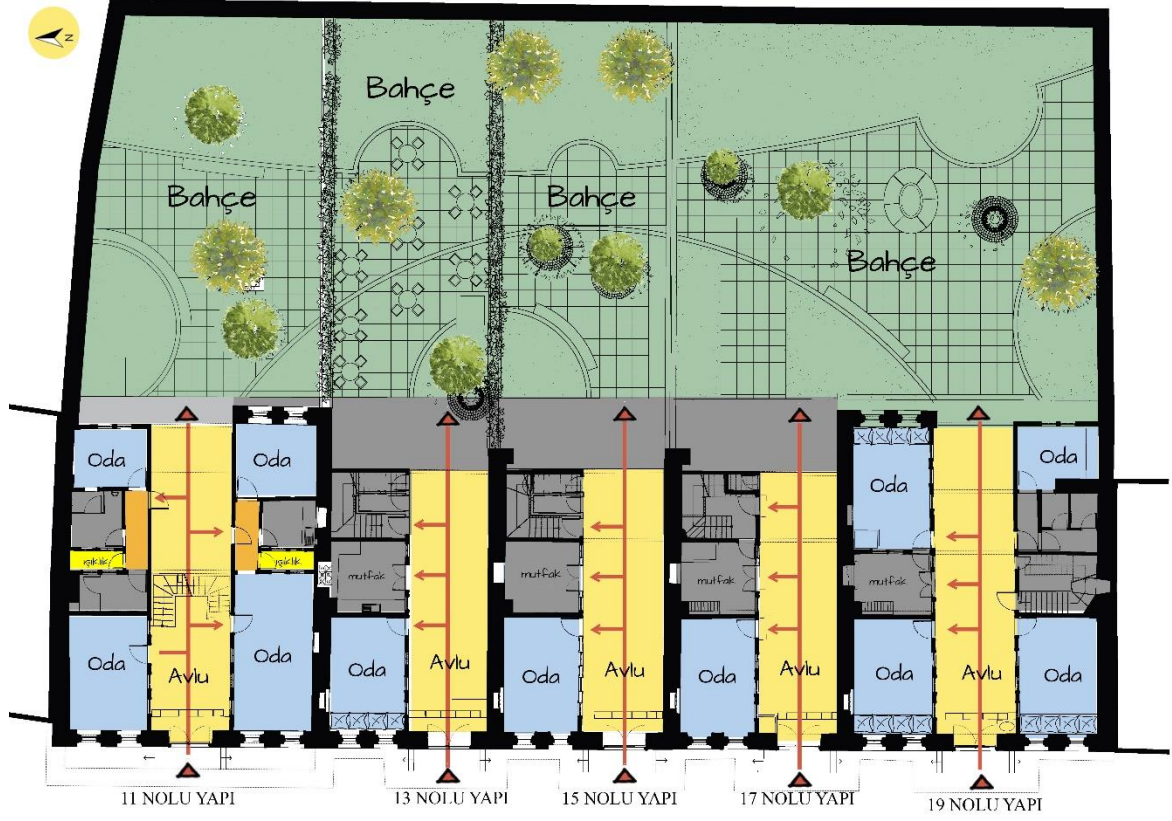 N
Bahçe
Bahçe
Bahçe
Bahçe
Oda
Oda
Oda
Oda
ışıklık
ışıklık
mutfak
mutfak
mutfak
mutfak
Oda
Avlu
Oda
Oda
Avlu
Oda
Avlu
Oda
Avlu
Oda
Avlu
Oda
11 NOLU YAPI
13 NOLU YAPI
15 NOLU YAPI
17 NOLU YAPI
19 NOLU YAPI